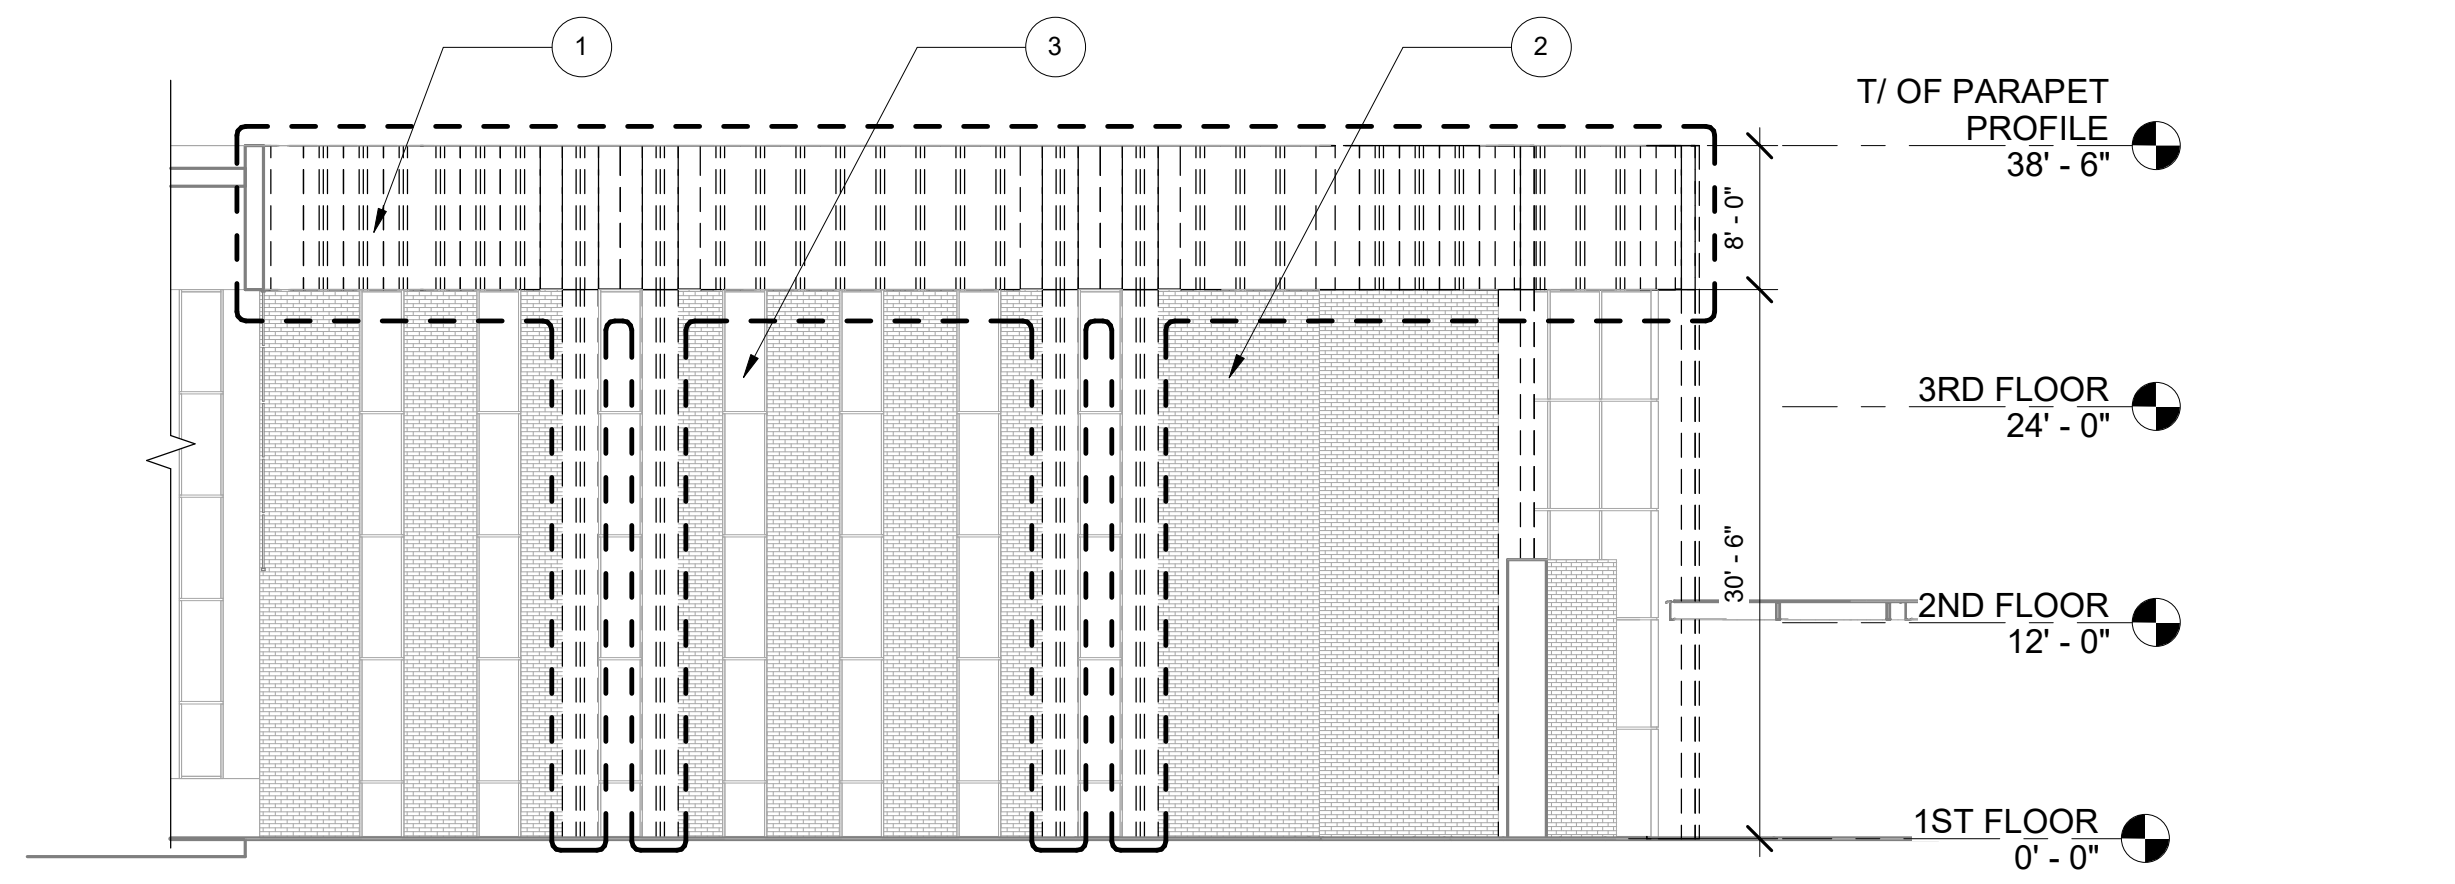 1
3
2
T/ OF PARAPET
PROFILE
38' - 6"
8' - 0"
3RD FLOOR
24' - 0"
30' - 6"
2ND FLOOR
12' - 0"
1ST FLOOR
0' - 0"